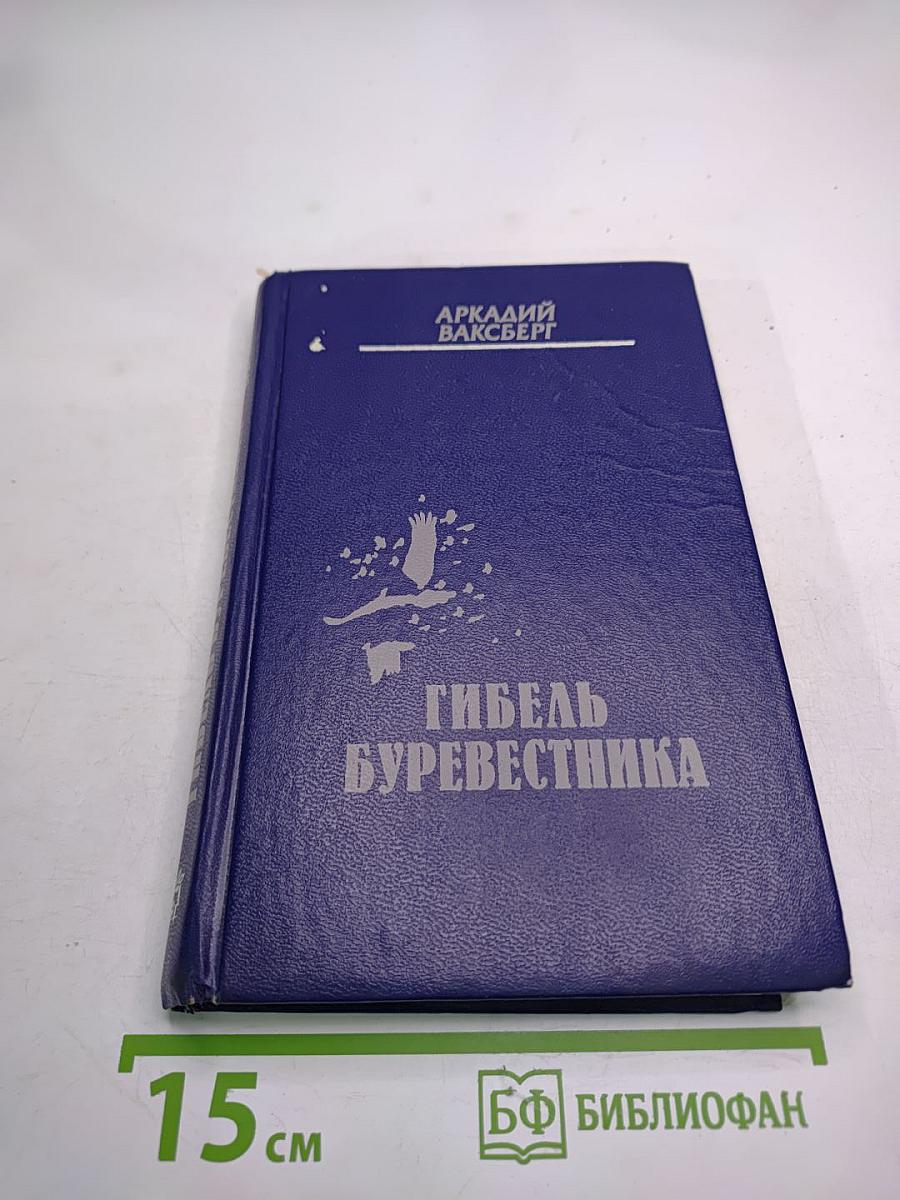 АРКАДИЙ
ВАКСБЕРГ
ГИБЕЛЬ
БУРЕВЕСТНИКА
15 см
БФ БИБЛИОФАН